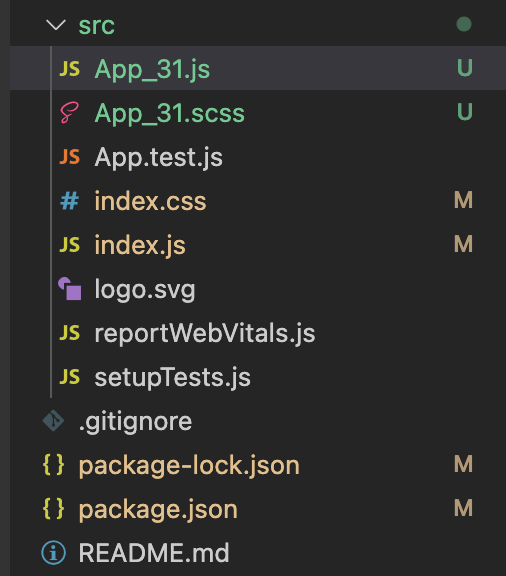 src
JS App_31.js U
App_31.scss U
JS App.test.js
# index.css M
JS index.js M
logo.svg
JS reportWebVitals.js
JS setupTests.js
.gitignore
{} package-lock.json M
{} package.json M
README.md